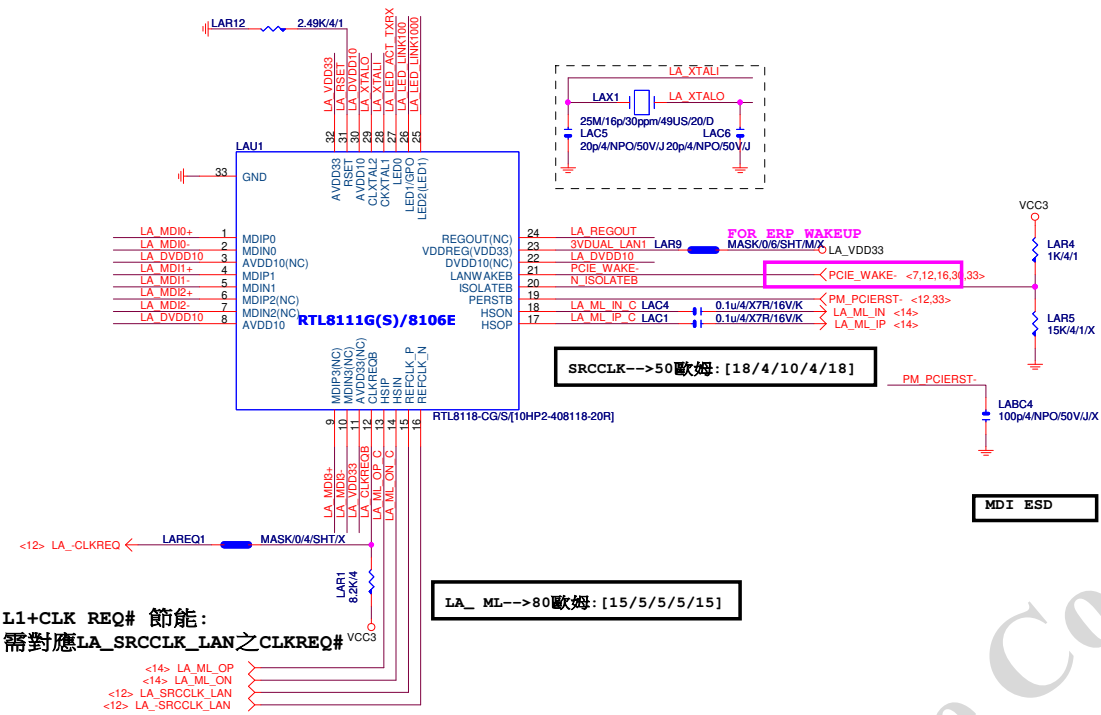 LAR12 2.49K/4/1
LA_VDD33
LA_RSET
LA_DVDD10
LA_XTALO
LA_XTALI
LA_LED_ACT_TXRX
LA_LED_LINK100
LA_LED_LINK1000
32 31 30 29 28 27 26 25
LAU1
AVDD33
RSET
AVDD10
CLXTAL2
CKXTAL1
LED0
LED1/GPO
LED2(LED1)
33 GND
LA_XTALI
LAX1 LA_XTALO
25M/16p/30ppm/49US/20/D
LAC5 LAC6
20p/4/NPO/50V/J 20p/4/NPO/50V/J
LA_MDI0+ 1 MDIP0
LA_MDI0- 2 MDIN0
LA_DVDD10 3 AVDD10(NC)
LA_MDI1+ 4 MDIP1
LA_MDI1- 5 MDIN1
LA_MDI2+ 6 MDIP2(NC)
LA_MDI2- 7 MDIN2(NC)
LA_DVDD10 8 AVDD10
RTL8111G(S)/8106E
REGOUT(NC) 24 LA_REGOUT
FOR ERP WAKEUP
VDDREG(VDD33) 23 3VDUAL_LAN1 LAR9 MASK/0/6/SHT/M/X LA_VDD33
DVDD10(NC) 22 LA_DVDD10
LANWAKEB 21 PCIE_WAKE- PCIE_WAKE- <7,12,16,30,33>
ISOLATEB 20 N_ISOLATEB
PERSTB 19 PM_PCIERST- <12,33>
HSON 18 LA_ML_IN_C LAC4 0.1u/4/X7R/16V/K LA_ML_IN <14>
HSOP 17 LA_ML_IP_C LAC1 0.1u/4/X7R/16V/K LA_ML_IP <14>
VCC3
LAR4
1K/4/1
LAR5
15K/4/1/X
SRCCLK-->50歐姆:[18/4/10/4/18]
PM_PCIERST-
LABC4
100p/4/NPO/50V/J/X
MDIP3(NC)
MDIN3(NC)
AVDD33(NC)
CLKREQB
HSIP
HSIN
REFCLK_P
REFCLK_N
RTL8118-CG/S/[10HP2-408118-20R]
9 10 11 12 13 14 15 16
LA_MDI3+
LA_MDI3-
LA_VDD33
LA_CLKREQB
LA_ML_OP_C
LA_ML_ON_C
MDI ESD
<12> LA_-CLKREQ LAREQ1 MASK/0/4/SHT/X
LAR1
8.2K/4
LA_ ML-->80歐姆:[15/5/5/5/15]
L1+CLK REQ# 節能:
需對應LA_SRCCLK_LAN之CLKREQ#
VCC3
<14> LA_ML_OP
<14> LA_ML_ON
<12> LA_SRCCLK_LAN
<12> LA_-SRCCLK_LAN